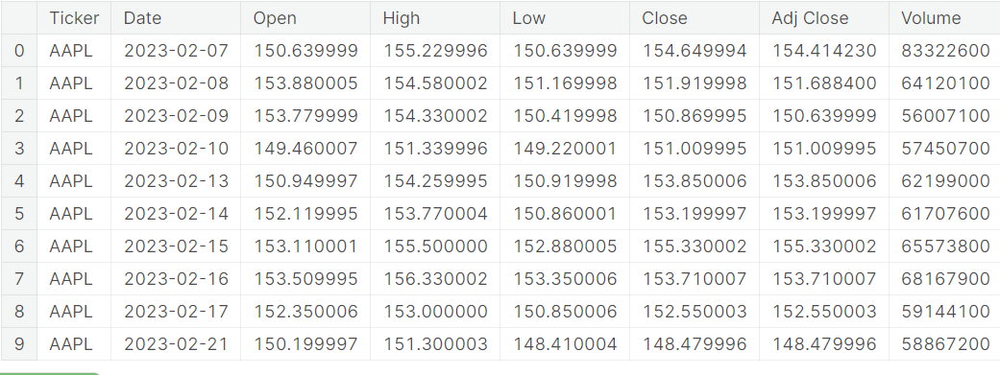 Ticker Date Open High Low Close Adj Close Volume
0 AAPL 2023-02-07 150.639999 155.229996 150.639999 154.649994 154.414230 83322600
1 AAPL 2023-02-08 153.880005 154.580002 151.169998 151.919998 151.688400 64120100
2 AAPL 2023-02-09 153.779999 154.330002 150.419998 150.869995 150.639999 56007100
3 AAPL 2023-02-10 149.460007 151.339996 149.220001 151.009995 151.009995 57450700
4 AAPL 2023-02-13 150.949997 154.259995 150.919998 153.850006 153.850006 62199000
5 AAPL 2023-02-14 152.119995 153.770004 150.860001 153.199997 153.199997 61707600
6 AAPL 2023-02-15 153.110001 155.500000 152.880005 155.330002 155.330002 65573800
7 AAPL 2023-02-16 153.509995 156.330002 153.350006 153.710007 153.710007 68167900
8 AAPL 2023-02-17 152.350006 153.000000 150.850006 152.550003 152.550003 59144100
9 AAPL 2023-02-21 150.199997 151.300003 148.410004 148.479996 148.479996 58867200